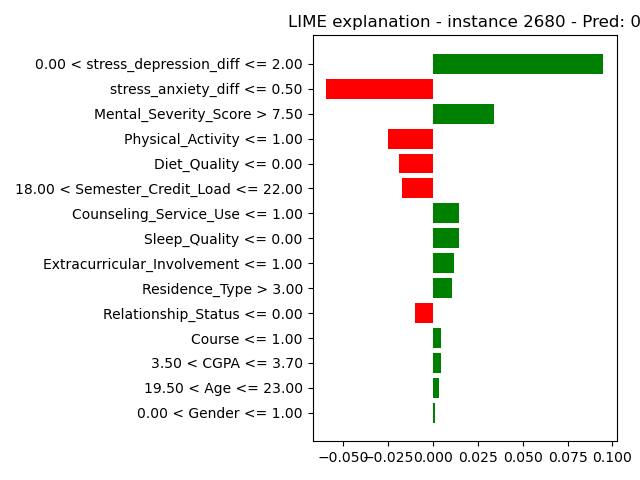 LIME explanation - instance 2680 - Pred: 0
0.00 < stress_depression_diff <= 2.00
stress_anxiety_diff <= 0.50
Mental_Severity_Score > 7.50
Physical_Activity <= 1.00
Diet_Quality <= 0.00
18.00 < Semester_Credit_Load <= 22.00
Counseling_Service_Use <= 1.00
Sleep_Quality <= 0.00
Extracurricular_Involvement <= 1.00
Residence_Type > 3.00
Relationship_Status <= 0.00
Course <= 1.00
3.50 < CGPA <= 3.70
19.50 < Age <= 23.00
0.00 < Gender <= 1.00
−0.050 −0.025 0.000 0.025 0.050 0.075 0.100